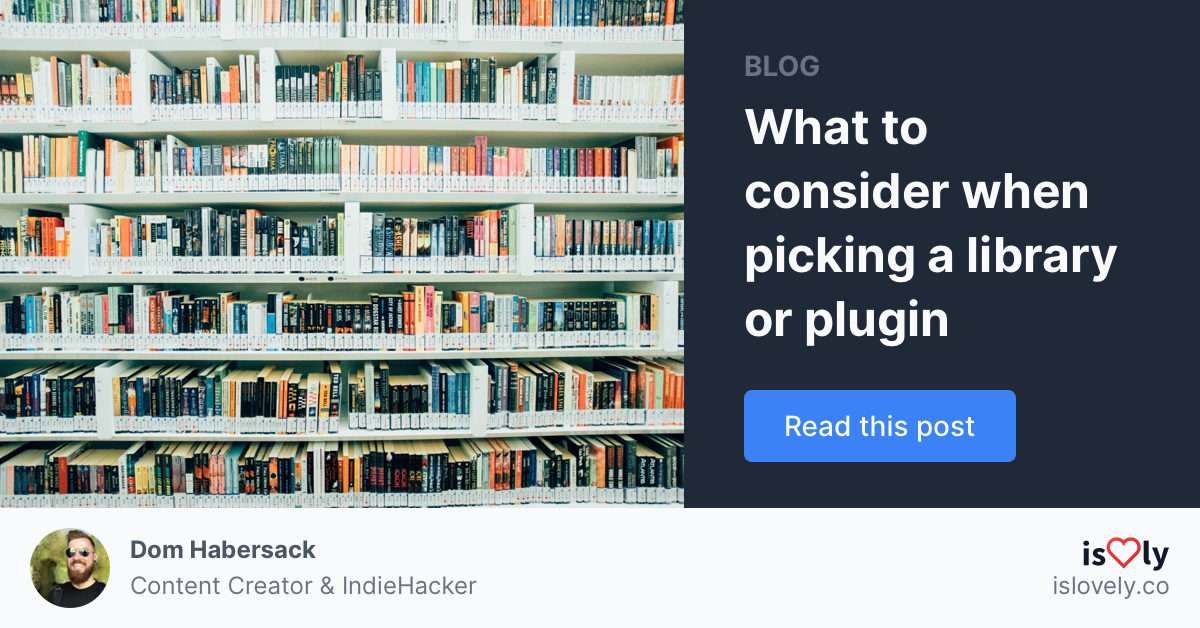 BLOG
What to
consider when
picking a library
or plugin
Read this post
Dom Habersack
Content Creator & IndieHacker
is ly
islovely.co